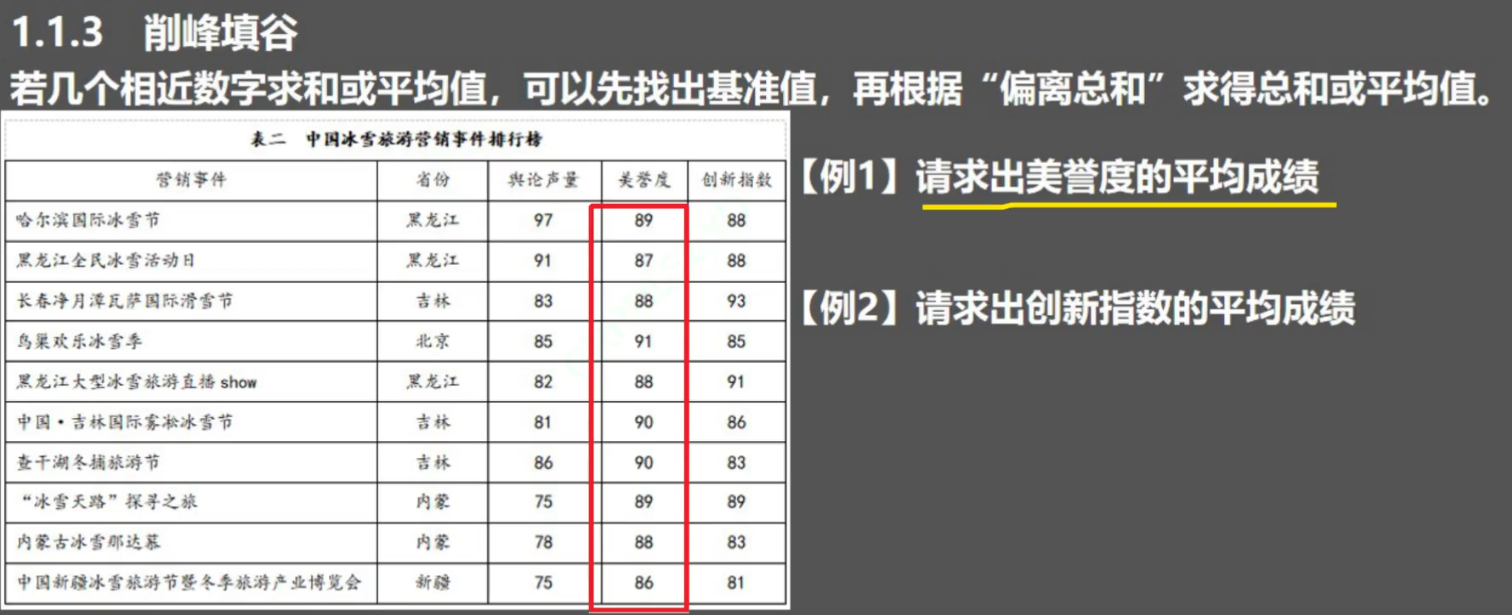 1.1.3 削峰填谷
若几个相近数字求和或平均值，可以先找出基准值，再根据“偏离总和”求得总和或平均值。
表二 中国冰雪旅游营销事件排行榜
营销事件 省份 舆论声量 美誉度 创新指数
哈尔滨国际冰雪节 黑龙江 97 89 88
黑龙江全民冰雪活动日 黑龙江 91 87 88
长春净月潭瓦萨国际滑雪节 吉林 83 88 93
鸟巢欢乐冰雪季 北京 85 91 85
黑龙江大型冰雪旅游直播 show 黑龙江 82 88 91
中国·吉林国际雾凇冰雪节 吉林 81 90 86
查干湖冬捕旅游节 吉林 86 90 83
“冰雪天路”探寻之旅 内蒙 75 89 89
内蒙古冰雪那达慕 内蒙 78 88 83
中国新疆冰雪旅游节暨冬季旅游产业博览会 新疆 75 86 81
【例1】请求出美誉度的平均成绩
【例2】请求出创新指数的平均成绩